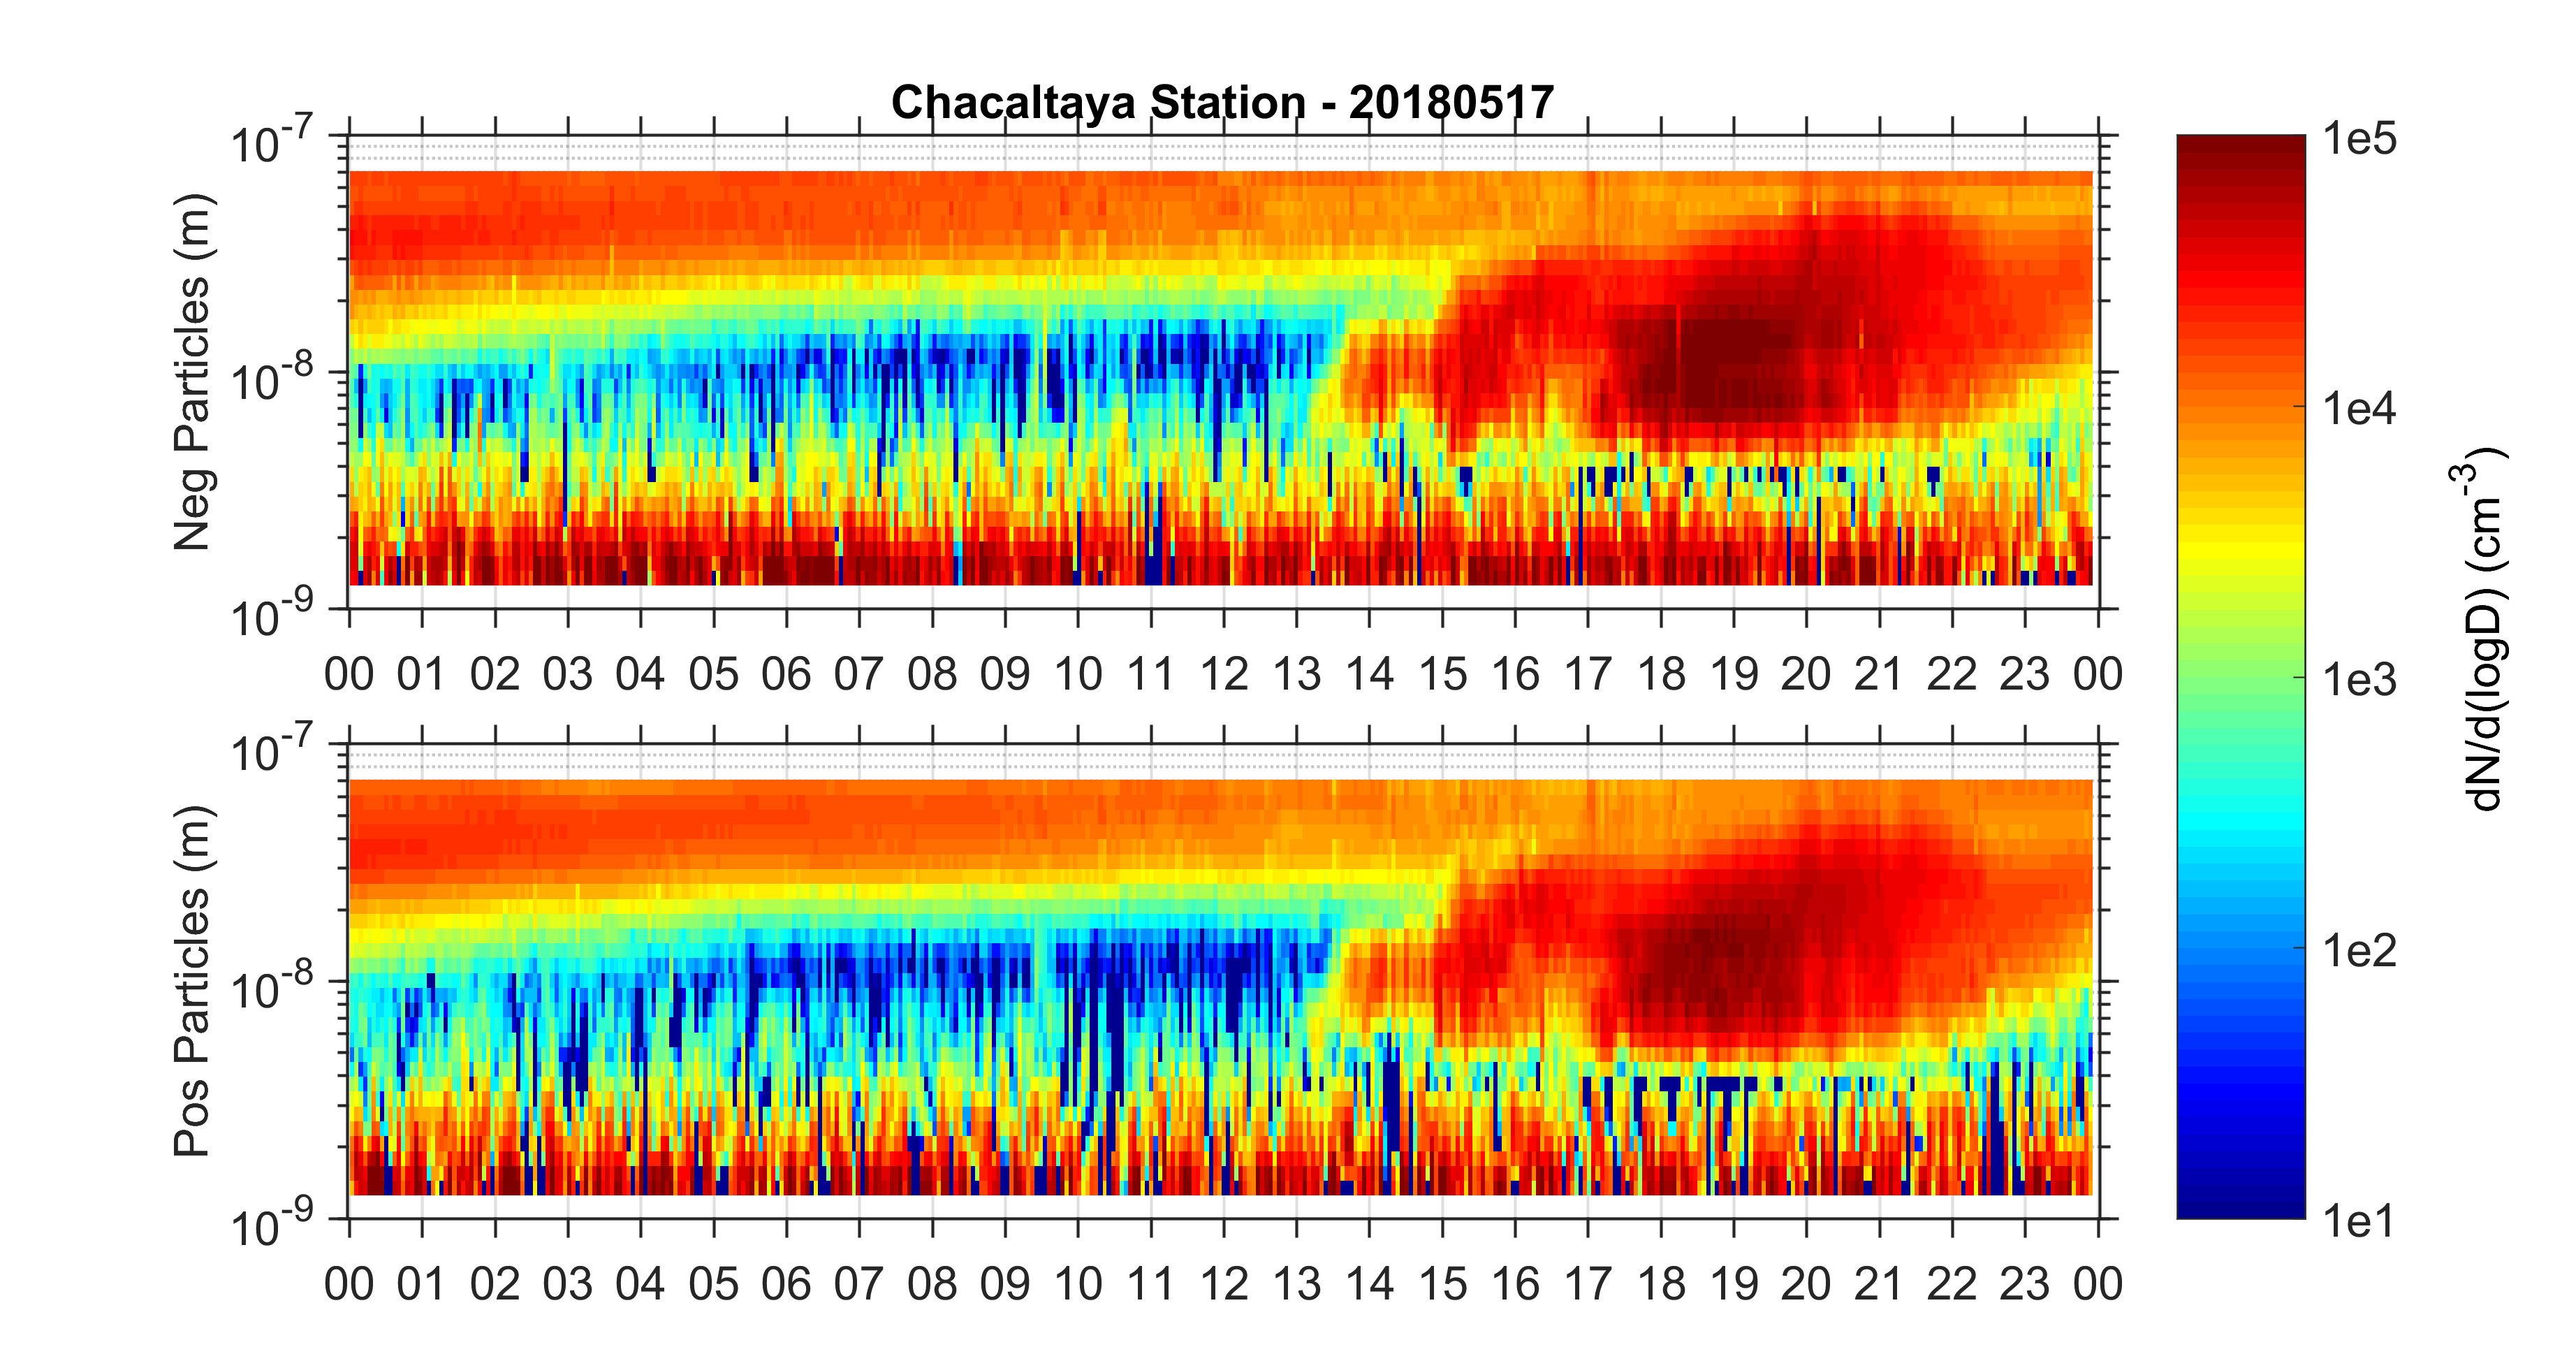 Chacaltaya Station - 20180517
10-7
10-8
10-9
Neg Particles (m)
00 01 02 03 04 05 06 07 08 09 10 11 12 13 14 15 16 17 18 19 20 21 22 23 00
10-7
10-8
10-9
Pos Particles (m)
00 01 02 03 04 05 06 07 08 09 10 11 12 13 14 15 16 17 18 19 20 21 22 23 00
1e5
1e4
1e3
1e2
1e1
dN/d(logD) (cm-3)